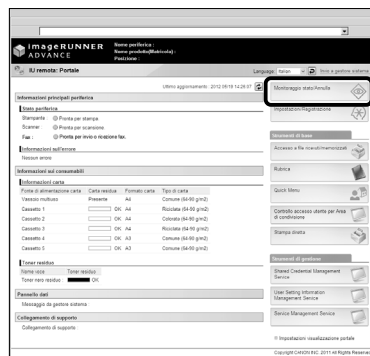 imageRUNNER
ADVANCE
Nome periferica :
Nome prodotto(Matricola) :
Posizione :
IU remota: Portale
Language: Italian
Invio a gestore sistema
Ultimo aggiornamento : 2012 05/10 14:26:07
Informazioni principali periferica
Stato periferica
Stampante : Pronta per stampa.
Scanner : Pronto per scansione.
Fax : Pronta per invio o ricezione fax.
Informazioni sull'errore
Nessun errore
Informazioni sui consumabili
Informazioni carta
Fonte di alimentazione carta Carta residua Formato carta Tipo di carta
Vassoio multiuso Presente A4 Comune (64-90 g/m2)
Cassetto 1 OK A4 Riciclata (64-90 g/m2)
Cassetto 2 OK A4 Colorata (64-90 g/m2)
Cassetto 3 OK A4 Riciclata (64-90 g/m2)
Cassetto 4 OK A3 Comune (64-90 g/m2)
Cassetto 5 OK A3 Comune (64-90 g/m2)
Toner residuo
Nome voce Toner residuo
Toner nero residuo OK
Pannello dati
Messaggio da gestore sistema :
Collegamento di supporto
Collegamento di supporto :
Monitoraggio stato/Annulla
Impostazioni/Registrazione
Strumenti di base
Accesso a file ricevuti/memorizzati
Rubrica
Quick Menu
Controllo accesso utente per Area di condivisione
Stampa diretta
Strumenti di gestione
Shared Credential Management Service
User Setting Information Management Service
Service Management Service
Impostazioni visualizzazione portale
Copyright CANON INC. 2011 All Rights Reserved